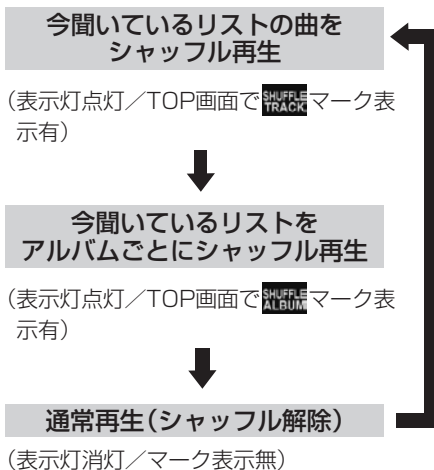 今聞いているリストの曲を
シャッフル再生
（表示灯点灯／TOP画面でSHUFFLE TRACKマーク表
示有）
今聞いているリストを
アルバムごとにシャッフル再生
（表示灯点灯／TOP画面でSHUFFLE ALBUMマーク表
示有）
通常再生（シャッフル解除）
（表示灯消灯／マーク表示無）